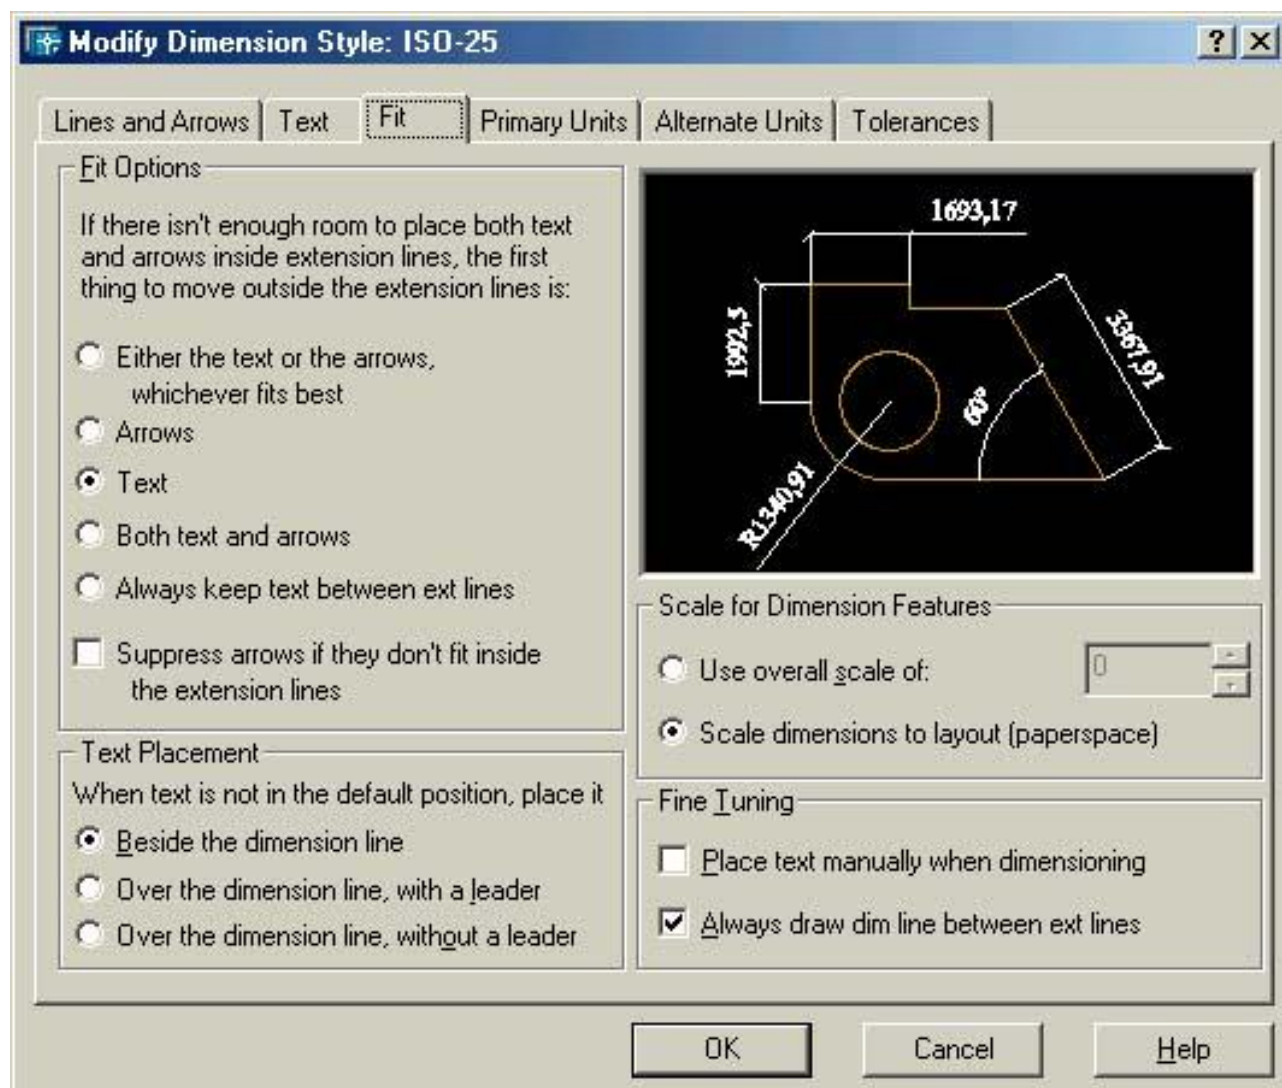 Modify Dimension Style: ISO-25
Lines and Arrows
Text
Fit
Primary Units
Alternate Units
Tolerances
Fit Options
If there isn't enough room to place both text
and arrows inside extension lines, the first
thing to move outside the extension lines is:
Either the text or the arrows,
whichever fits best
Arrows
Text
Both text and arrows
Always keep text between ext lines
Suppress arrows if they don't fit inside
the extension lines
Text Placement
When text is not in the default position, place it
Beside the dimension line
Over the dimension line, with a leader
Over the dimension line, without a leader
1693,17
1992,5
3367,91
60°
R1340,91
Scale for Dimension Features
Use overall scale of:
0
Scale dimensions to layout (paperspace)
Fine Tuning
Place text manually when dimensioning
Always draw dim line between ext lines
OK
Cancel
Help